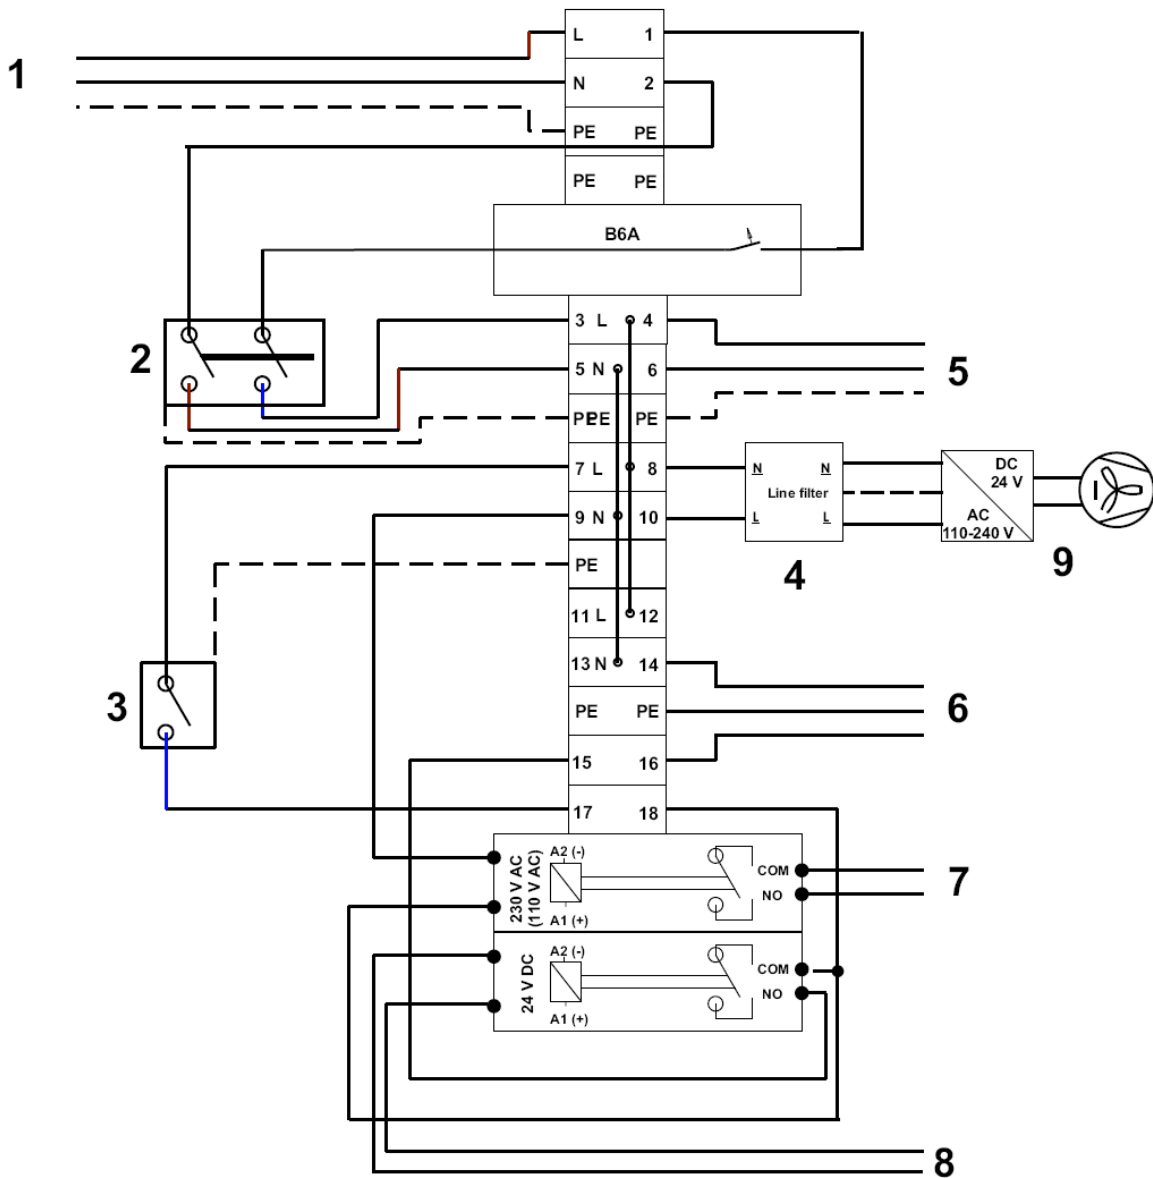 L 1
1
N 2
PE PE
PE PE
B6A
3 L 4
2
5 N 6
5
PE PE PE
7 L 8
N N
Line filter
L L
DC
24 V
AC
110-240 V
9 N 10
4
9
PE
11 L 12
13 N 14
3
6
PE PE
15 16
17 18
230 V AC
(110 V AC)
A2 (-)
A1 (+)
COM
NO
7
24 V DC
A2 (-)
A1 (+)
COM
NO
8